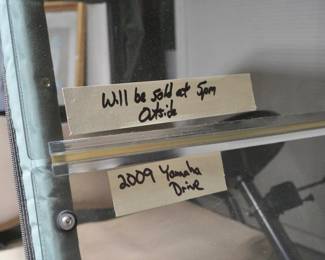 Will be sold at 5pm
Outside
2009 Yamaha
Drive